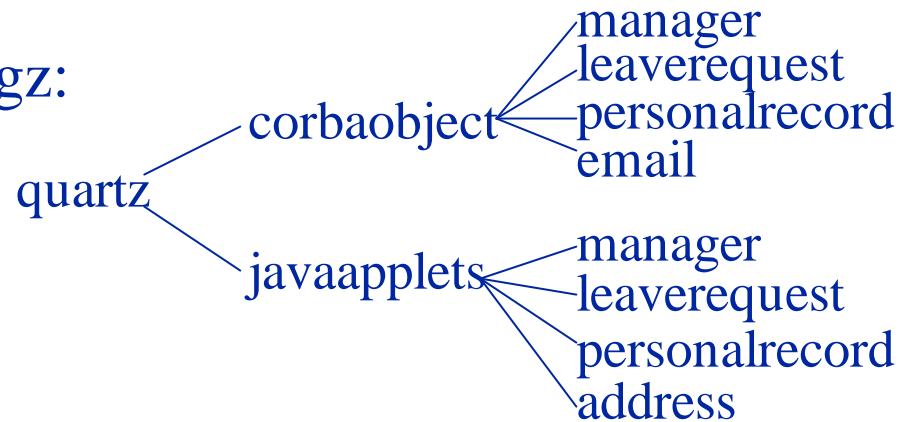 gz:
quartz
corbaobject
manager
leaverequest
personalrecord
email
javaapplets
manager
leaverequest
personalrecord
address